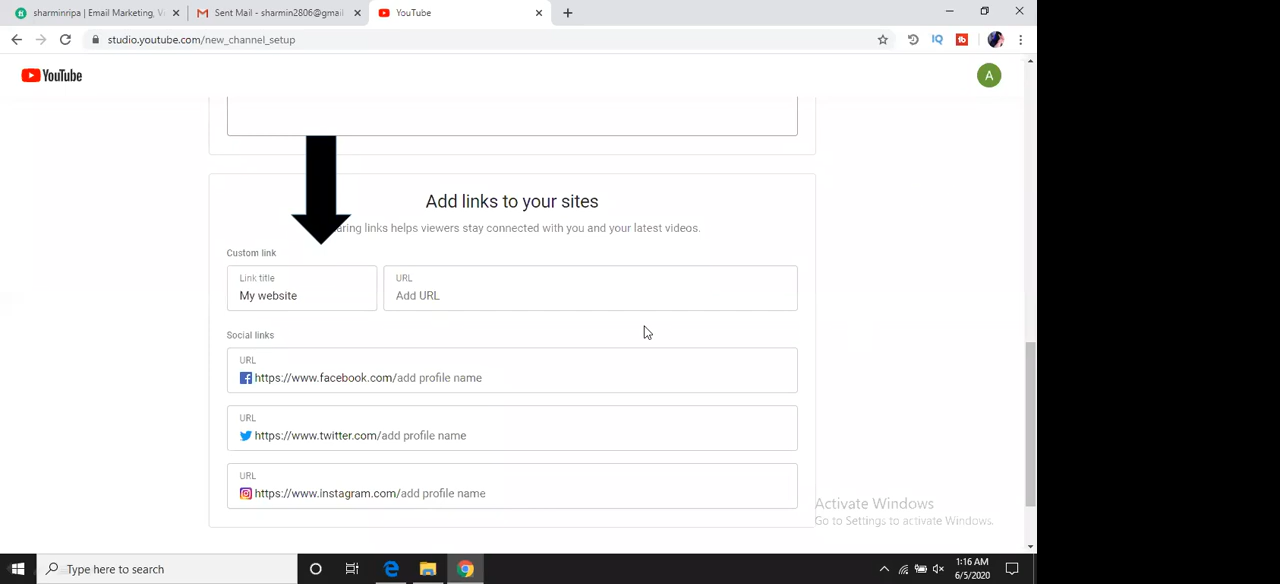 sharminripa | Email Marketing, V
Sent Mail - sharmin2806@gmail
YouTube
studio.youtube.com/new_channel_setup
IQ
YouTube
A
Add links to your sites
aring links helps viewers stay connected with you and your latest videos.
Custom link
Link title
My website
URL
Add URL
Social links
URL
https://www.facebook.com/add profile name
URL
https://www.twitter.com/add profile name
URL
https://www.instagram.com/add profile name
Activate Windows
Go to Settings to activate Windows.
Type here to search
1:16 AM
6/5/2020